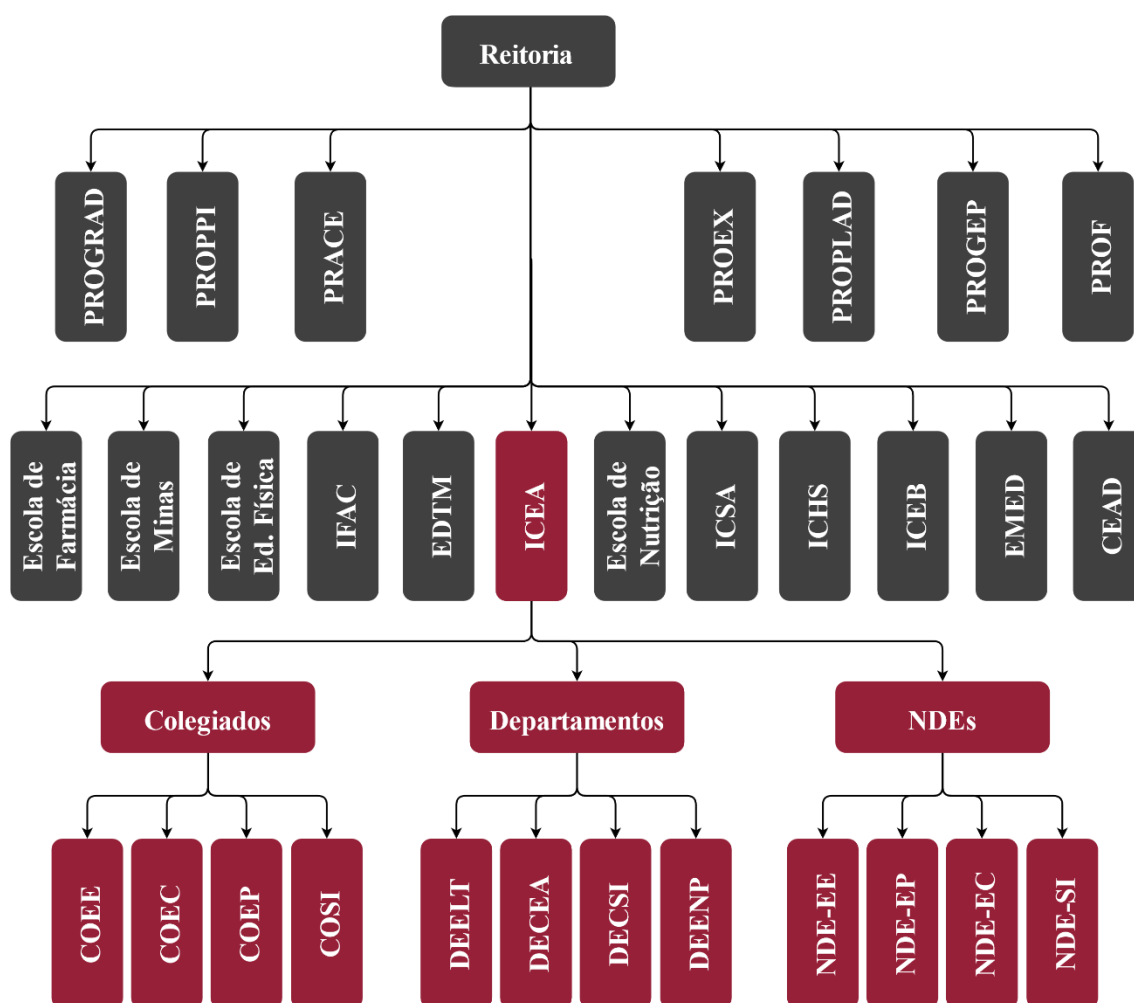 Reitoria
PROGRAD
PROPPI
PRACE
PROEX
PROPLAD
PROGEP
PROF
Escola de
Farmácia
Escola de
Minas
Escola de
Ed. Física
IFAC
EDTM
ICEA
Escola de
Nutrição
ICSA
ICHS
ICEB
EMED
CEAD
Colegiados
Departamentos
NDEs
COEE
COEC
COEP
COSI
DEELT
DECEA
DECSI
DEENP
NDE-EE
NDE-EP
NDE-EC
NDE-SI